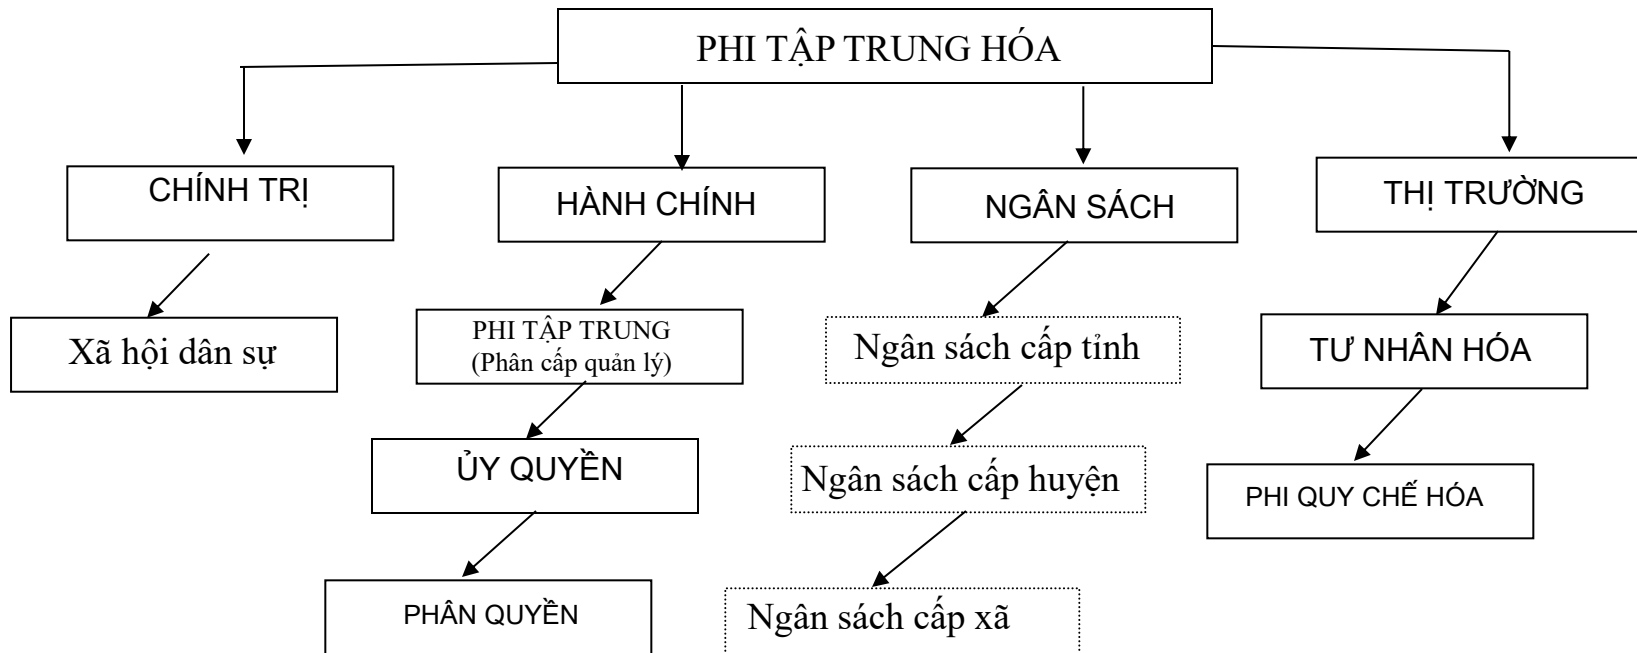 PHI TẬP TRUNG HÓA
CHÍNH TRỊ
HÀNH CHÍNH
NGÂN SÁCH
THỊ TRƯỜNG
Xã hội dân sự
PHI TẬP TRUNG
(Phân cấp quản lý)
Ngân sách cấp tỉnh
TƯ NHÂN HÓA
ỦY QUYỀN
Ngân sách cấp huyện
PHI QUY CHẾ HÓA
PHÂN QUYỀN
Ngân sách cấp xã